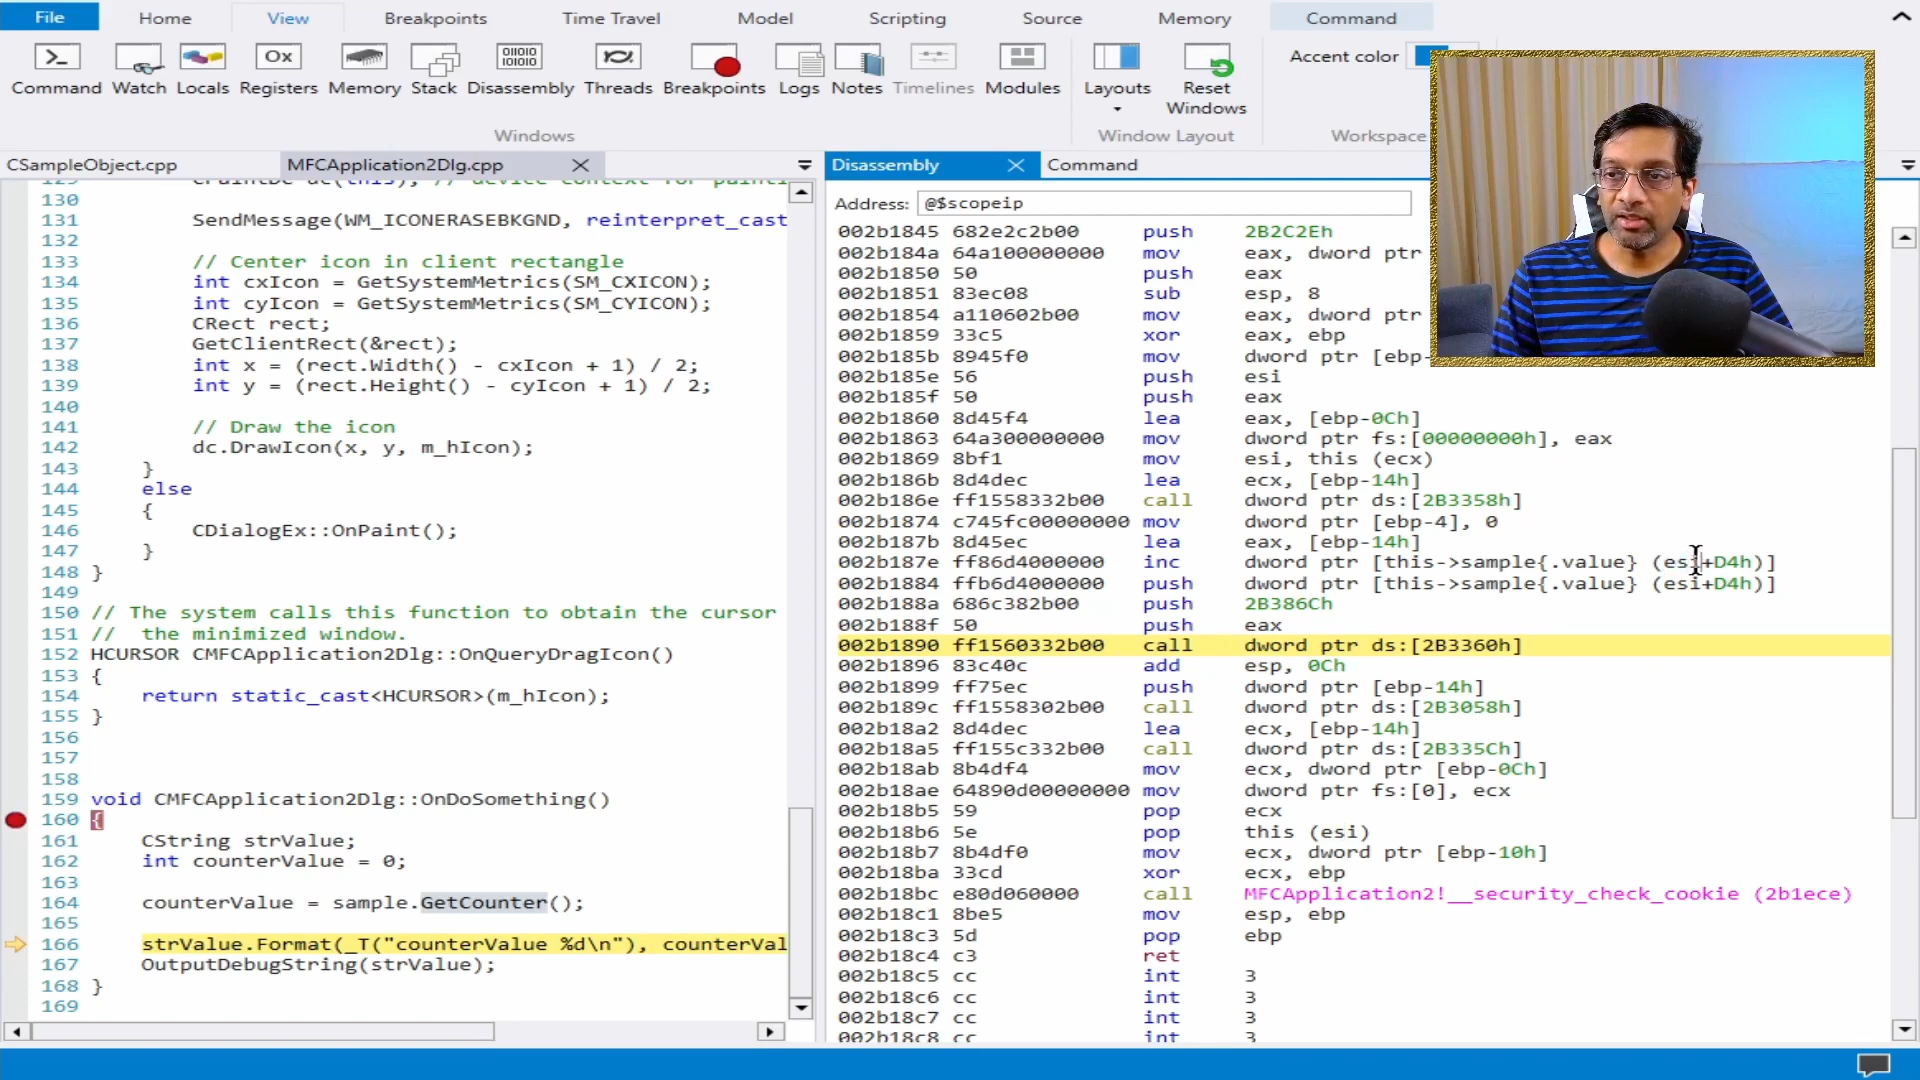 File Home View Breakpoints Time Travel Model Scripting Source Memory Command
Command Watch Locals Registers Memory Stack Disassembly Threads Breakpoints Logs Notes Timelines Modules Layouts Reset Windows Accent color
Windows Window Layout Workspace
CSampleObject.cpp MFCApplication2Dlg.cpp
130
131 SendMessage(WM_ICONERASEBKGND, reinterpret_cast
132
133 // Center icon in client rectangle
134 int cxIcon = GetSystemMetrics(SM_CXICON);
135 int cyIcon = GetSystemMetrics(SM_CYICON);
136 CRect rect;
137 GetClientRect(&rect);
138 int x = (rect.Width() - cxIcon + 1) / 2;
139 int y = (rect.Height() - cyIcon + 1) / 2;
140
141 // Draw the icon
142 dc.DrawIcon(x, y, m_hIcon);
143 }
144 else
145 {
146 CDialogEx::OnPaint();
147 }
148 }
149
150 // The system calls this function to obtain the cursor
151 // the minimized window.
152 HCURSOR CMFCApplication2Dlg::OnQueryDragIcon()
153 {
154 return static_cast<HCURSOR>(m_hIcon);
155 }
156
157
158
159 void CMFCApplication2Dlg::OnDoSomething()
160 {
161 CString strValue;
162 int counterValue = 0;
163
164 counterValue = sample.GetCounter();
165
166 strValue.Format(_T("counterValue %d\n"), counterVal
167 OutputDebugString(strValue);
168 }
169
Disassembly Command
Address: @$scopeip
002b1845 682e2c2b00 push 2B2C2Eh
002b184a 64a100000000 mov eax, dword ptr
002b1850 50 push eax
002b1851 83ec08 sub esp, 8
002b1854 a110602b00 mov eax, dword ptr
002b1859 33c5 xor eax, ebp
002b185b 8945f0 mov dword ptr [ebp-
002b185e 56 push esi
002b185f 50 push eax
002b1860 8d45f4 lea eax, [ebp-0Ch]
002b1863 64a300000000 mov dword ptr fs:[00000000h], eax
002b1869 8bf1 mov esi, this (ecx)
002b186b 8d4dec lea ecx, [ebp-14h]
002b186e ff1558332b00 call dword ptr ds:[2B3358h]
002b1874 c745fc00000000 mov dword ptr [ebp-4], 0
002b187b 8d45ec lea eax, [ebp-14h]
002b187e ff86d4000000 inc dword ptr [this->sample{.value} (esi+D4h)]
002b1884 ffb6d4000000 push dword ptr [this->sample{.value} (esi+D4h)]
002b188a 686c382b00 push 2B386Ch
002b188f 50 push eax
002b1890 ff1560332b00 call dword ptr ds:[2B3360h]
002b1896 83c40c add esp, 0Ch
002b1899 ff75ec push dword ptr [ebp-14h]
002b189c ff1558302b00 call dword ptr ds:[2B3058h]
002b18a2 8d4dec lea ecx, [ebp-14h]
002b18a5 ff155c332b00 call dword ptr ds:[2B335Ch]
002b18ab 8b4df4 mov ecx, dword ptr [ebp-0Ch]
002b18ae 64890d00000000 mov dword ptr fs:[0], ecx
002b18b5 59 pop ecx
002b18b6 5e pop this (esi)
002b18b7 8b4df0 mov ecx, dword ptr [ebp-10h]
002b18ba 33cd xor ecx, ebp
002b18bc e80d060000 call MFCApplication2!__security_check_cookie (2b1ece)
002b18c1 8be5 mov esp, ebp
002b18c3 5d pop ebp
002b18c4 c3 ret
002b18c5 cc int 3
002b18c6 cc int 3
002b18c7 cc int 3
002b18c8 cc int 3